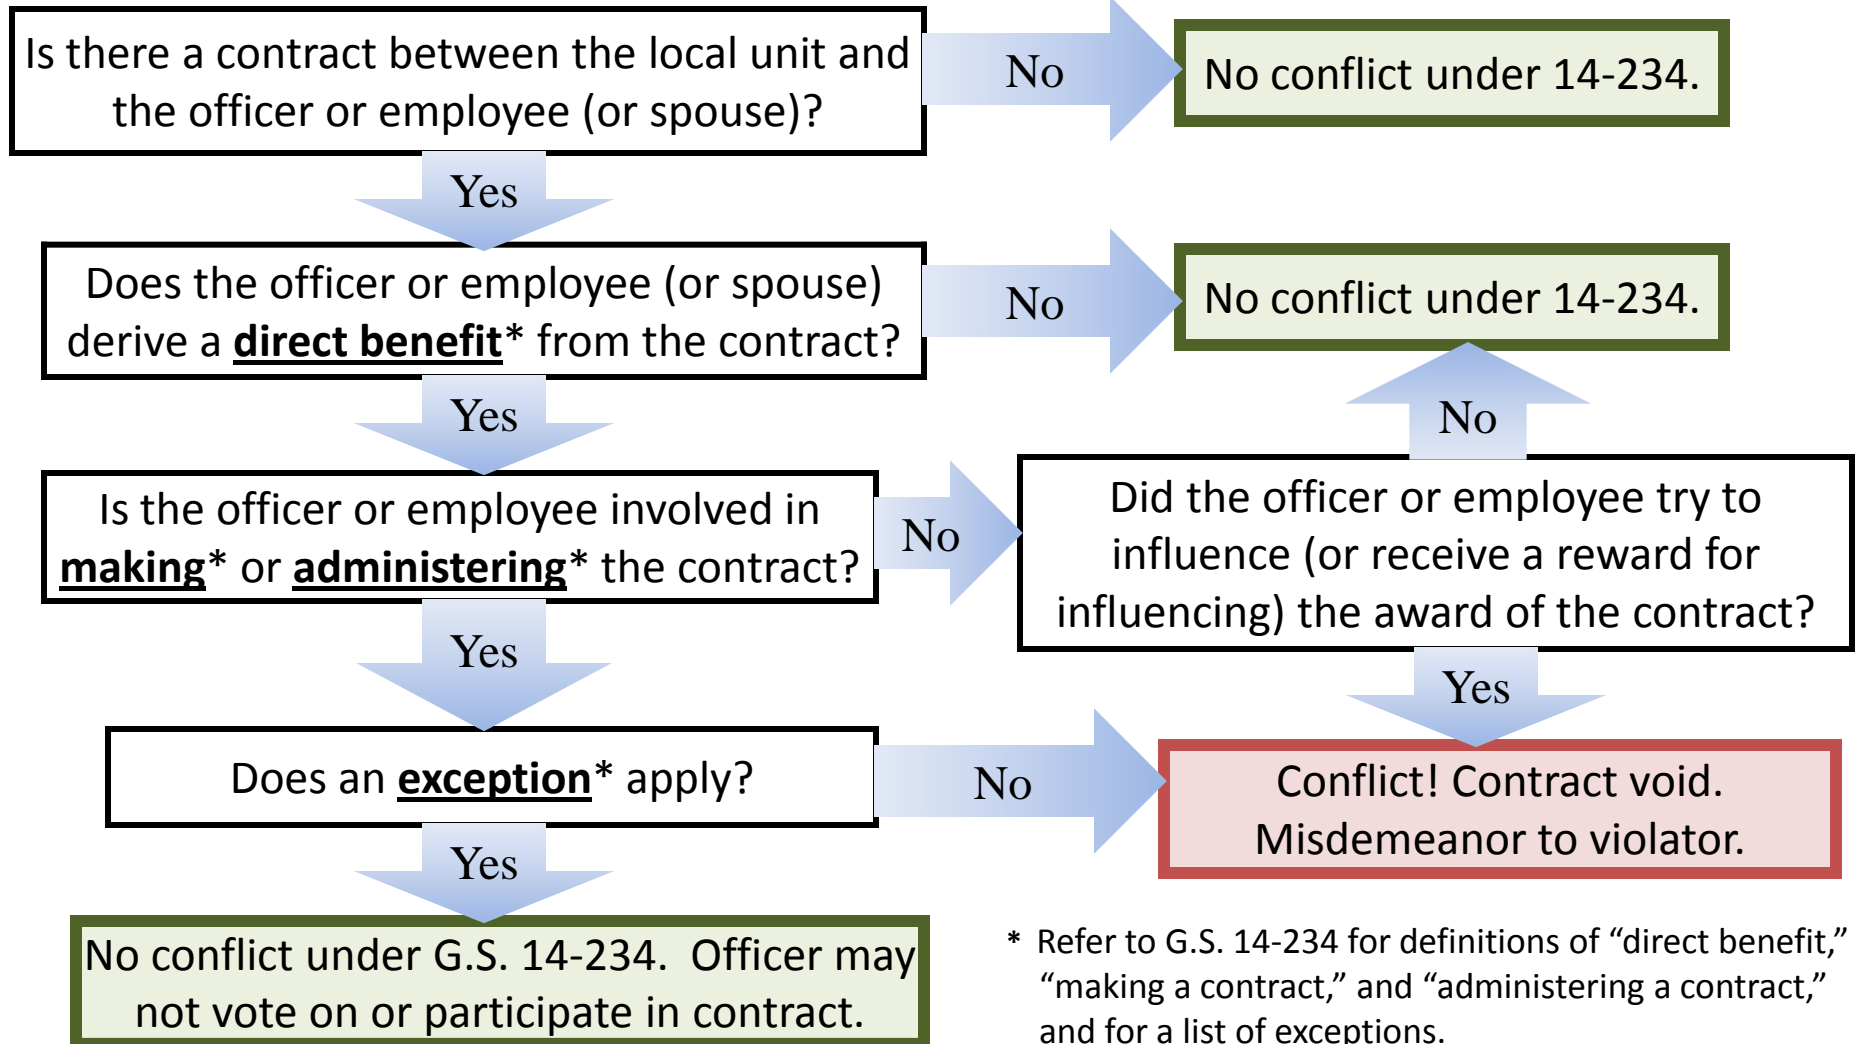 Is there a contract between the local unit and
the officer or employee (or spouse)?
No
No conflict under 14-234.
Yes
Does the officer or employee (or spouse)
derive a direct benefit* from the contract?
No
No conflict under 14-234.
Yes
No
Is the officer or employee involved in
making* or administering* the contract?
No
Did the officer or employee try to
influence (or receive a reward for
influencing) the award of the contract?
Yes
Yes
Does an exception* apply?
No
Conflict! Contract void.
Misdemeanor to violator.
Yes
No conflict under G.S. 14-234.  Officer may
not vote on or participate in contract.
* Refer to G.S. 14-234 for definitions of “direct benefit,”
“making a contract,” and “administering a contract,”
and for a list of exceptions.